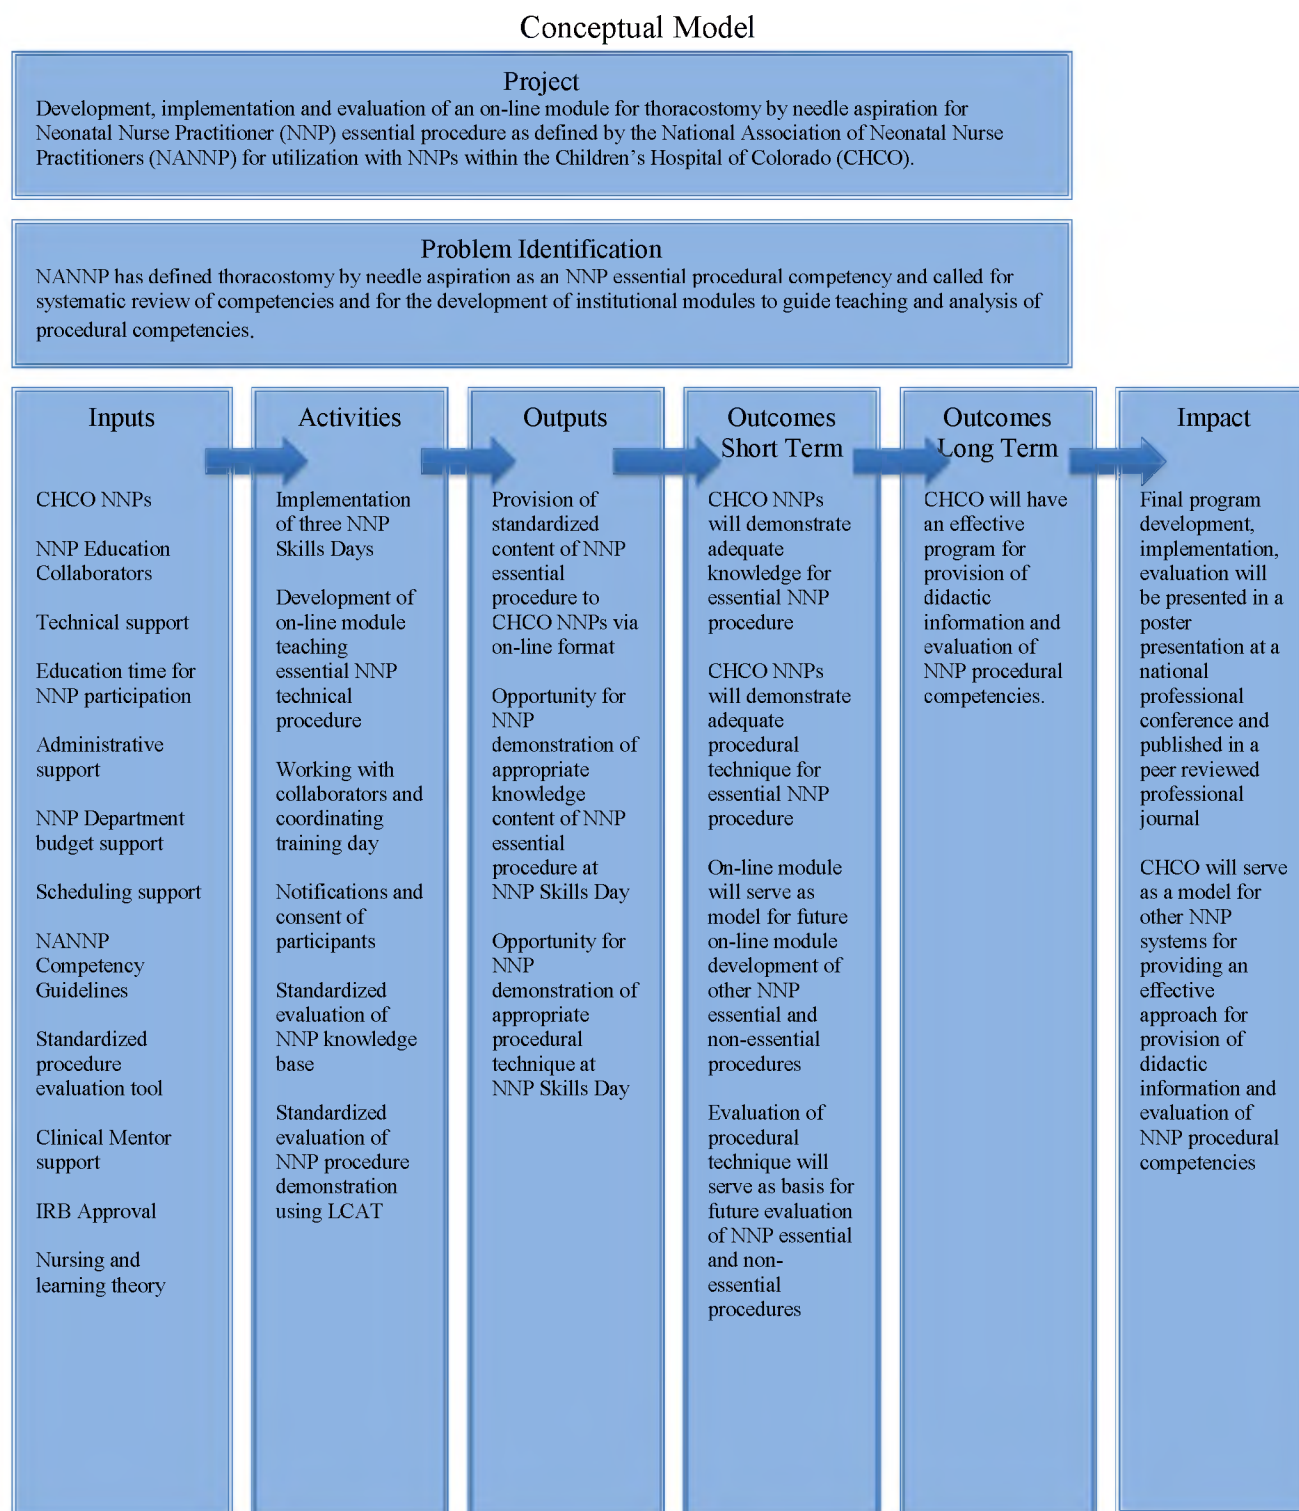 Conceptual Model
Project
Development, implementation and evaluation of an on-line module for thoracostomy by needle aspiration for
Neonatal Nurse Practitioner (NNP) essential procedure as defined by the National Association of Neonatal Nurse
Practitioners (NANNP) for utilization with NNPs within the Children's Hospital of Colorado (CHCO).
Problem Identification
NANNP has defined thoracostomy by needle aspiration as an NNP essential procedural competency and called for
systematic review of competencies and for the development of institutional modules to guide teaching and analysis of
procedural competencies.
Inputs
CHCO NNPs
NNP Education
Collaborators
Technical support
Education time for
NNP participation
Administrative
support
NNP Department
budget support
Scheduling support
NANNP
Competency
Guidelines
Standardized
procedure
evaluation tool
Clinical Mentor
support
IRB Approval
Nursing and
learning theory
Activities
Implementation
of three NNP
Skills Days
Development of
on-line module
teaching
essential NNP
technical
procedure
Working with
collaborators and
coordinating
training day
Notifications and
consent of
participants
Standardized
evaluation of
NNP knowledge
base
Standardized
evaluation of
NNP procedure
demonstration
using LCAT
Outputs
Provision of
standardized
content of NNP
essential
procedure to
CHCO NNPs via
on-line format
Opportunity for
NNP
demonstration of
appropriate
knowledge
content of NNP
essential
procedure at
NNP Skills Day
Opportunity for
NNP
demonstration of
appropriate
procedural
technique at
NNP Skills Day
Outcomes
Short Term
CHCO NNPs
will demonstrate
adequate
knowledge for
essential NNP
procedure
CHCO NNPs
will demonstrate
adequate
procedural
technique for
essential NNP
procedure
On-line module
will serve as
model for future
on-line module
development of
other NNP
essential and
non-essential
procedures
Evaluation of
procedural
technique will
serve as basis for
future evaluation
of NNP essential
and non-
essential
procedures
Outcomes
Long Term
CHCO will have
an effective
program for
provision of
didactic
information and
evaluation of
NNP procedural
competencies.
Impact
Final program
development,
implementation,
evaluation will
be presented in a
poster
presentation at a
national
professional
conference and
published in a
peer reviewed
professional
journal
CHCO will serve
as a model for
other NNP
systems for
providing an
effective
approach for
provision of
didactic
information and
evaluation of
NNP procedural
competencies